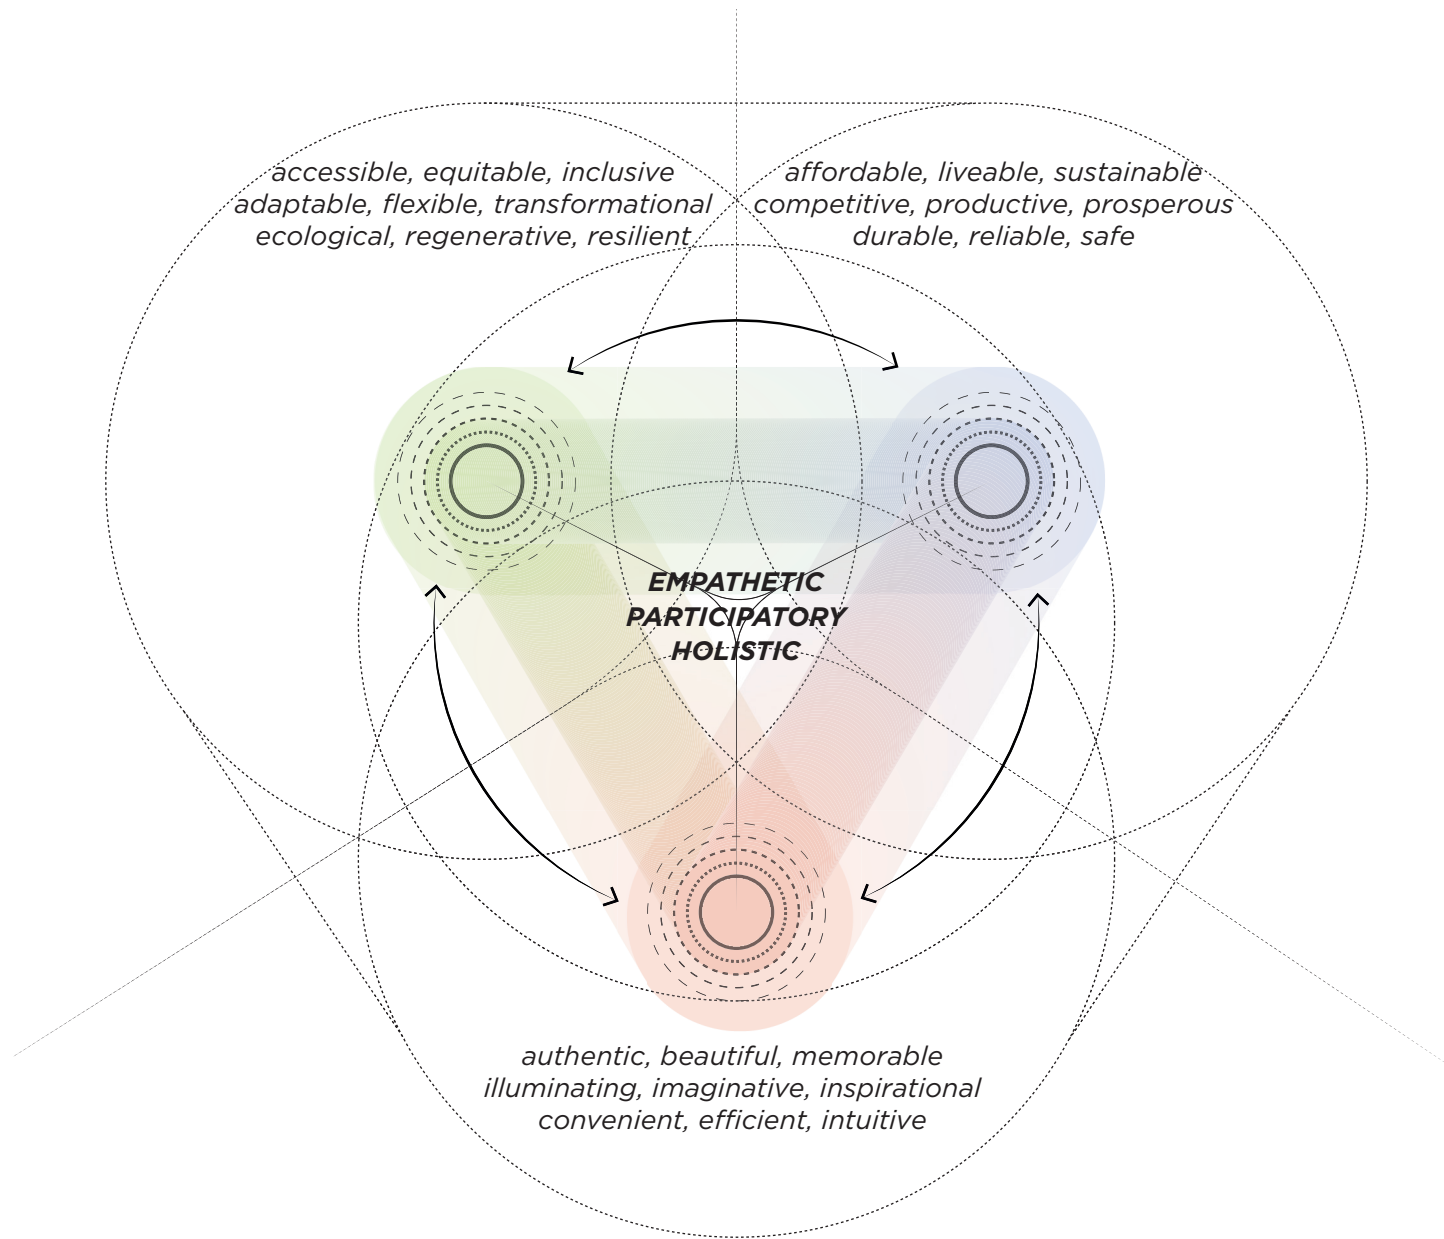 accessible, equitable, inclusive
adaptable, flexible, transformational
ecological, regenerative, resilient
affordable, liveable, sustainable
competitive, productive, prosperous
durable, reliable, safe
EMPATHETIC
PARTICIPATORY
HOLISTIC
authentic, beautiful, memorable
illuminating, imaginative, inspirational
convenient, efficient, intuitive